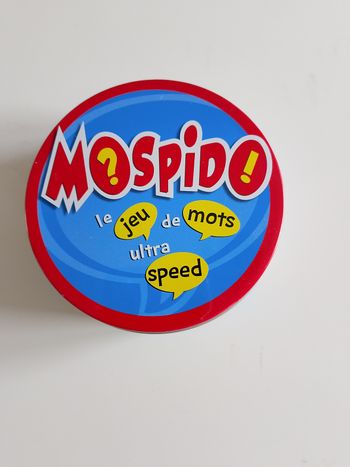 MOSPIDO!
le jeu de mots
ultra
speed